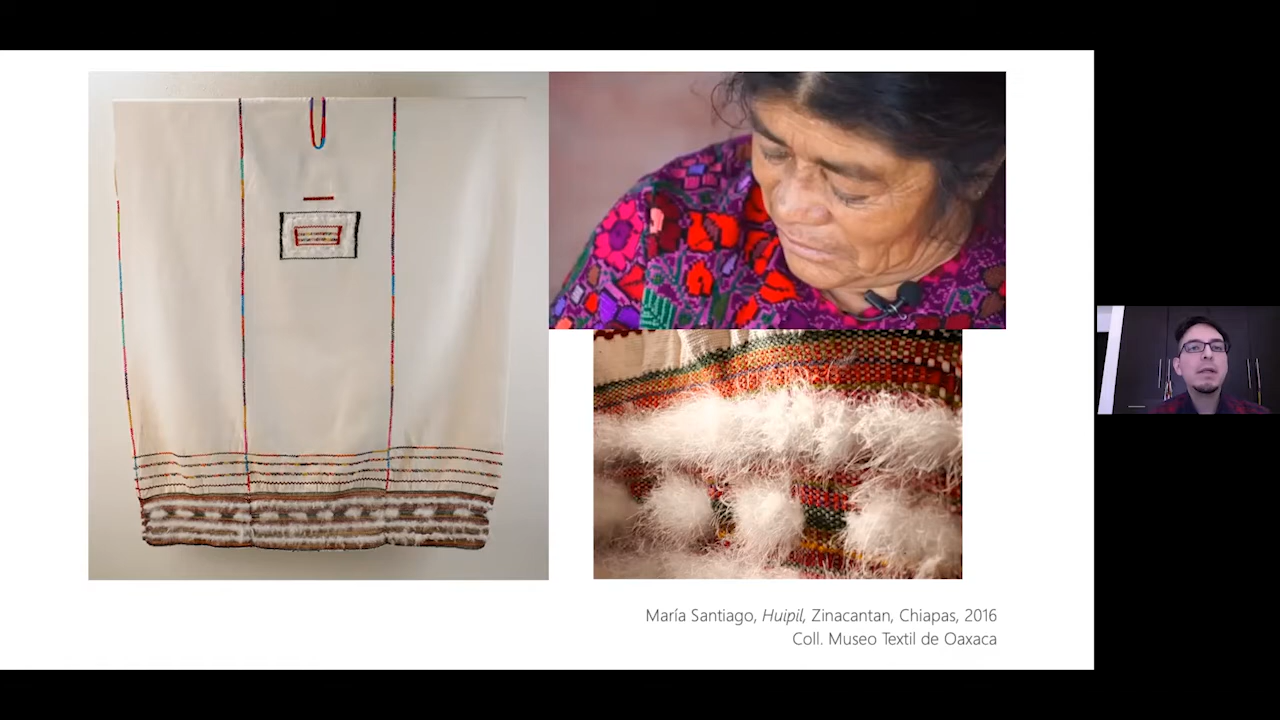 María Santiago, Huipil, Zinacantan, Chiapas, 2016
Coll. Museo Textil de Oaxaca